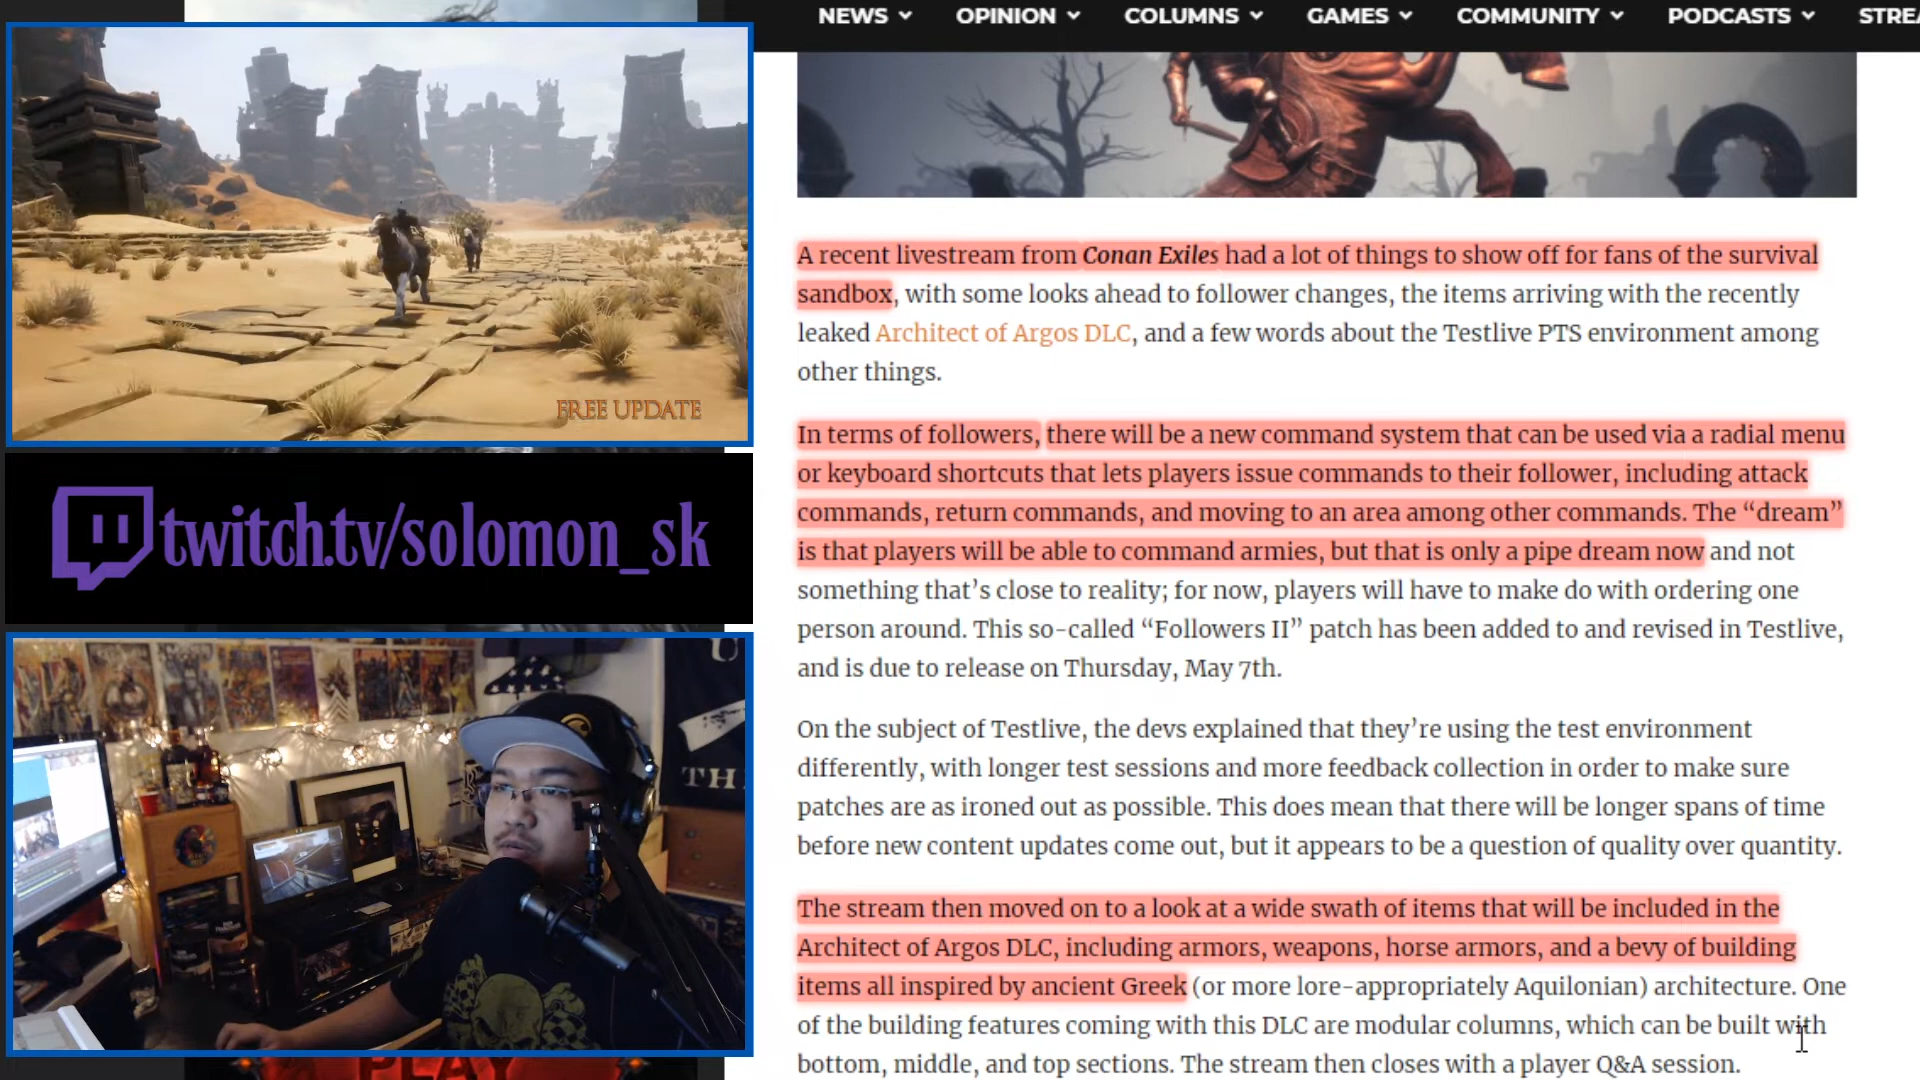 NEWS OPINION COLUMNS GAMES COMMUNITY PODCASTS STREA
FREE UPDATE
twitch.tv/solomon_sk
TH
PLAY
A recent livestream from Conan Exiles had a lot of things to show off for fans of the survival
sandbox, with some looks ahead to follower changes, the items arriving with the recently
leaked Architect of Argos DLC, and a few words about the Testlive PTS environment among
other things.
In terms of followers, there will be a new command system that can be used via a radial menu
or keyboard shortcuts that lets players issue commands to their follower, including attack
commands, return commands, and moving to an area among other commands. The “dream”
is that players will be able to command armies, but that is only a pipe dream now and not
something that’s close to reality; for now, players will have to make do with ordering one
person around. This so-called “Followers II” patch has been added to and revised in Testlive,
and is due to release on Thursday, May 7th.
On the subject of Testlive, the devs explained that they’re using the test environment
differently, with longer test sessions and more feedback collection in order to make sure
patches are as ironed out as possible. This does mean that there will be longer spans of time
before new content updates come out, but it appears to be a question of quality over quantity.
The stream then moved on to a look at a wide swath of items that will be included in the
Architect of Argos DLC, including armors, weapons, horse armors, and a bevy of building
items all inspired by ancient Greek (or more lore-appropriately Aquilonian) architecture. One
of the building features coming with this DLC are modular columns, which can be built with
bottom, middle, and top sections. The stream then closes with a player Q&A session.